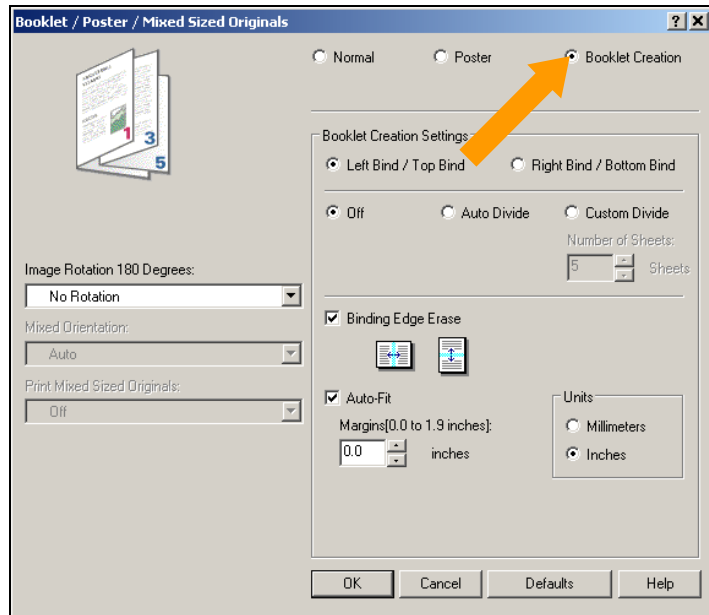 Booklet / Poster / Mixed Sized Originals
Normal Poster Booklet Creation
1 3
5
Booklet Creation Settings
Left Bind / Top Bind Right Bind / Bottom Bind
Off Auto Divide Custom Divide
Number of Sheets:
5 Sheets
Image Rotation 180 Degrees:
No Rotation
Mixed Orientation:
Auto
Print Mixed Sized Originals:
Off
Binding Edge Erase
Auto-Fit
Margins[0.0 to 1.9 inches]:
0.0 inches
Units
Millimeters
Inches
OK Cancel Defaults Help